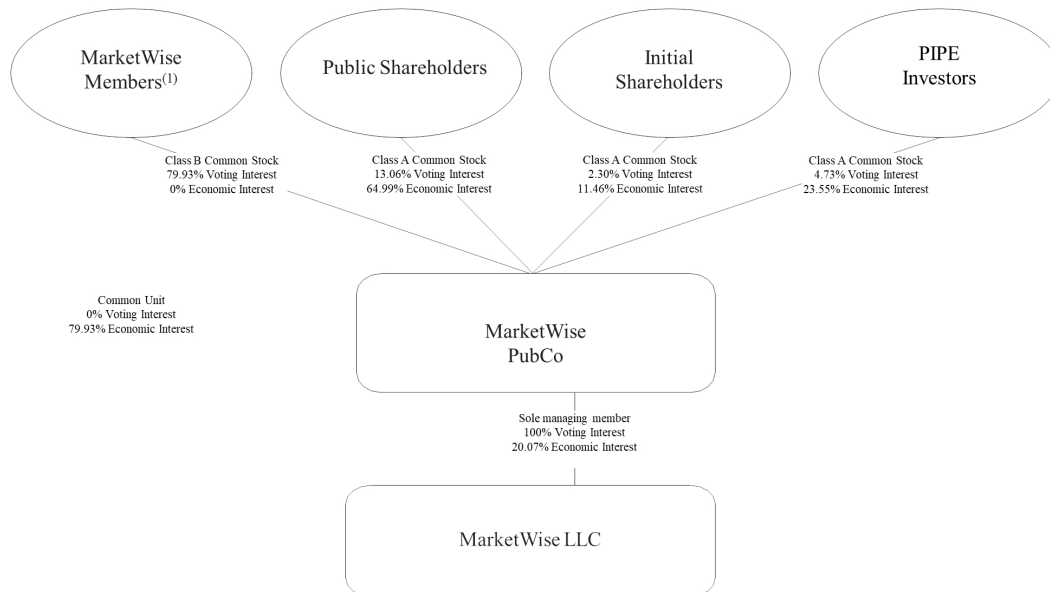 MarketWise
Members(1)
Public Shareholders
Initial
Shareholders
PIPE
Investors
Class B Common Stock
79.93% Voting Interest
0% Economic Interest
Class A Common Stock
13.06% Voting Interest
64.99% Economic Interest
Class A Common Stock
2.30% Voting Interest
11.46% Economic Interest
Class A Common Stock
4.73% Voting Interest
23.55% Economic Interest
Common Unit
0% Voting Interest
79.93% Economic Interest
MarketWise
PubCo
Sole managing member
100% Voting Interest
20.07% Economic Interest
MarketWise LLC